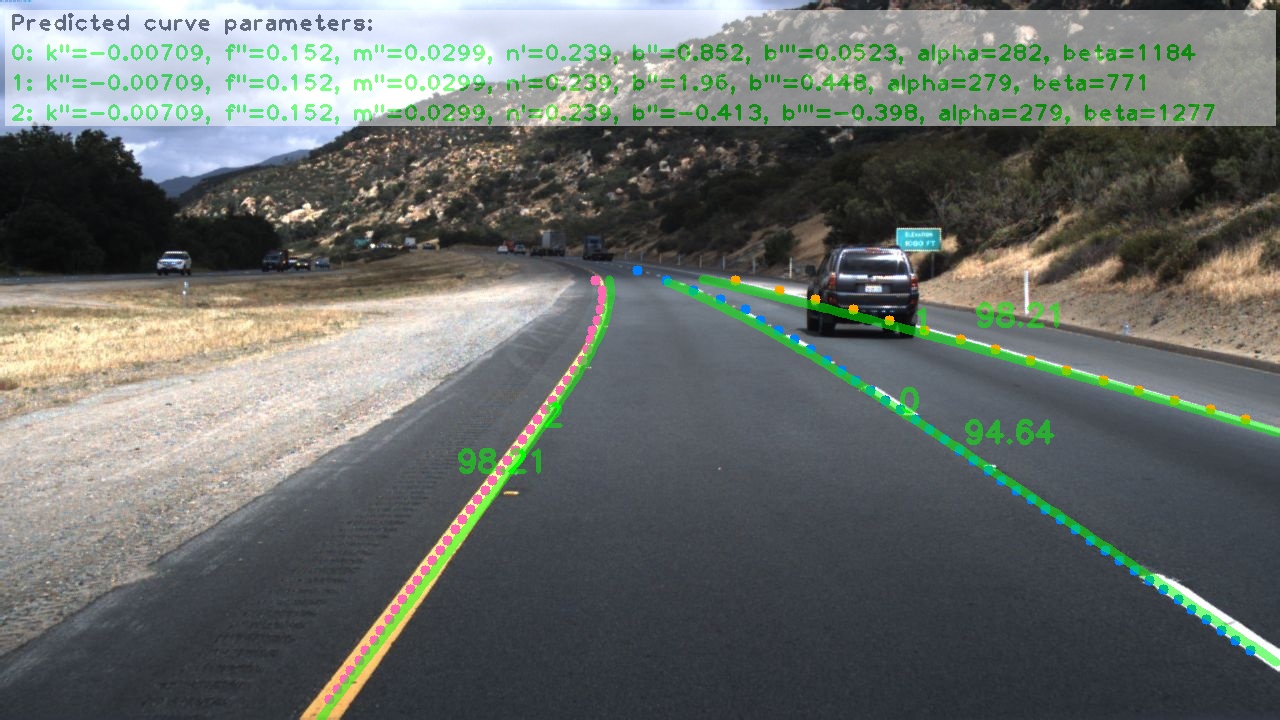 Predicted curve parameters:
0: k''=-0.00709, f''=0.152, m''=0.0299, n'=0.239, b''=0.852, b'''=0.0523, alpha=282, beta=1184
1: k''=-0.00709, f''=0.152, m''=0.0299, n'=0.239, b''=1.96, b'''=0.448, alpha=279, beta=771
2: k''=-0.00709, f''=0.152, m''=0.0299, n'=0.239, b''=-0.413, b'''=-0.398, alpha=279, beta=1277
ELEVATION
1080 FT
1 98.21
0
94.64
2
98.21